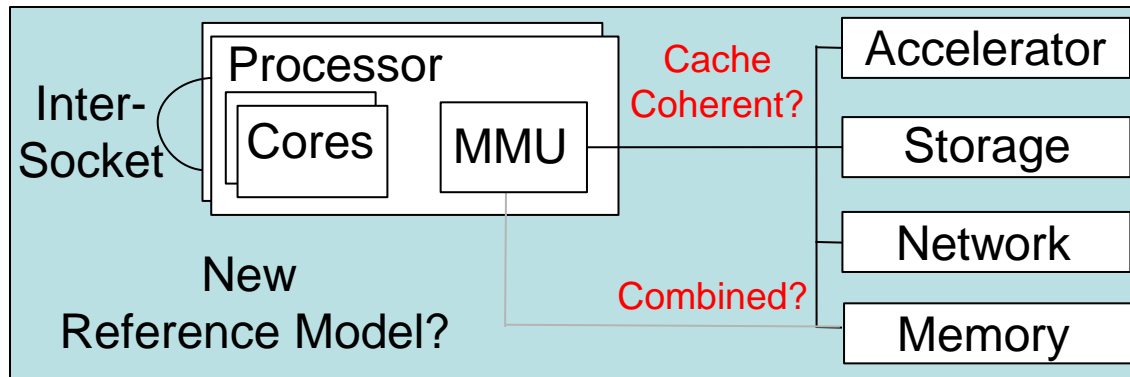 Processor
Inter-
Socket
Cores
MMU
Cache
Coherent?
Accelerator
Storage
Network
Memory
Combined?
New
Reference Model?